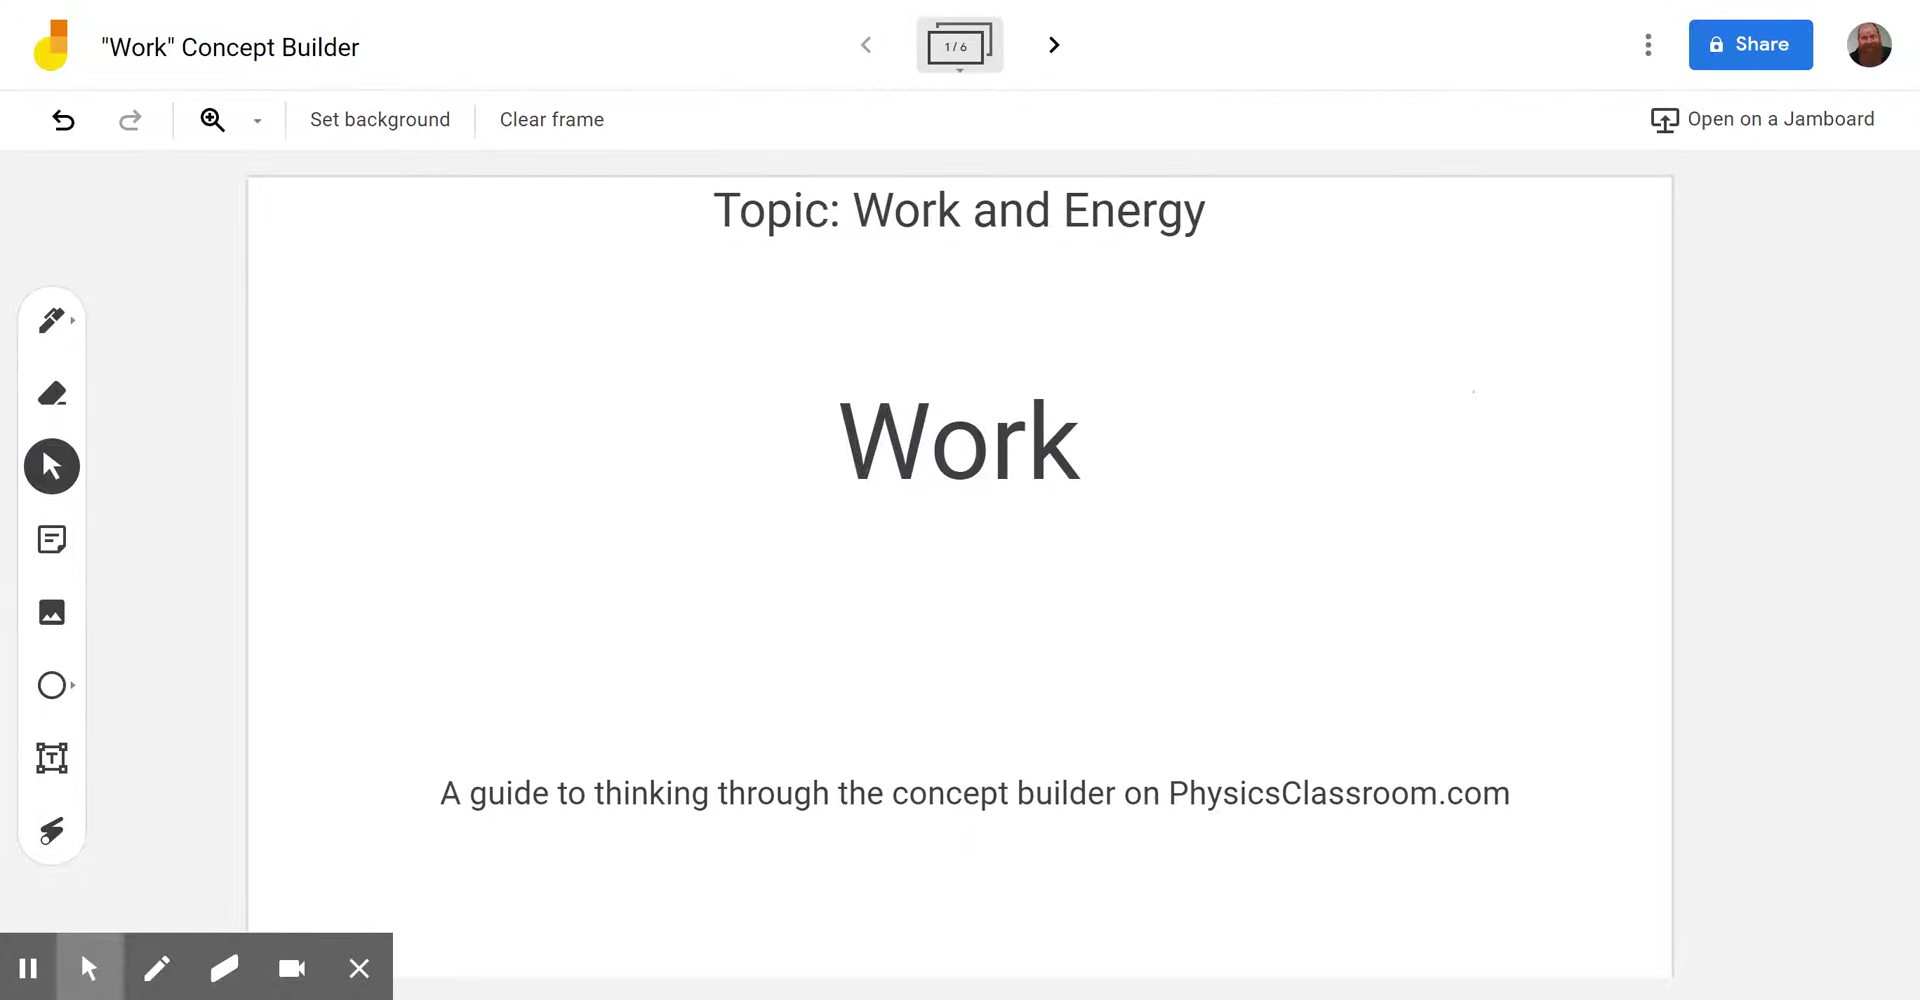 "Work" Concept Builder
1 / 6
Share
Set background
Clear frame
Open on a Jamboard
Topic: Work and Energy
Work
A guide to thinking through the concept builder on PhysicsClassroom.com